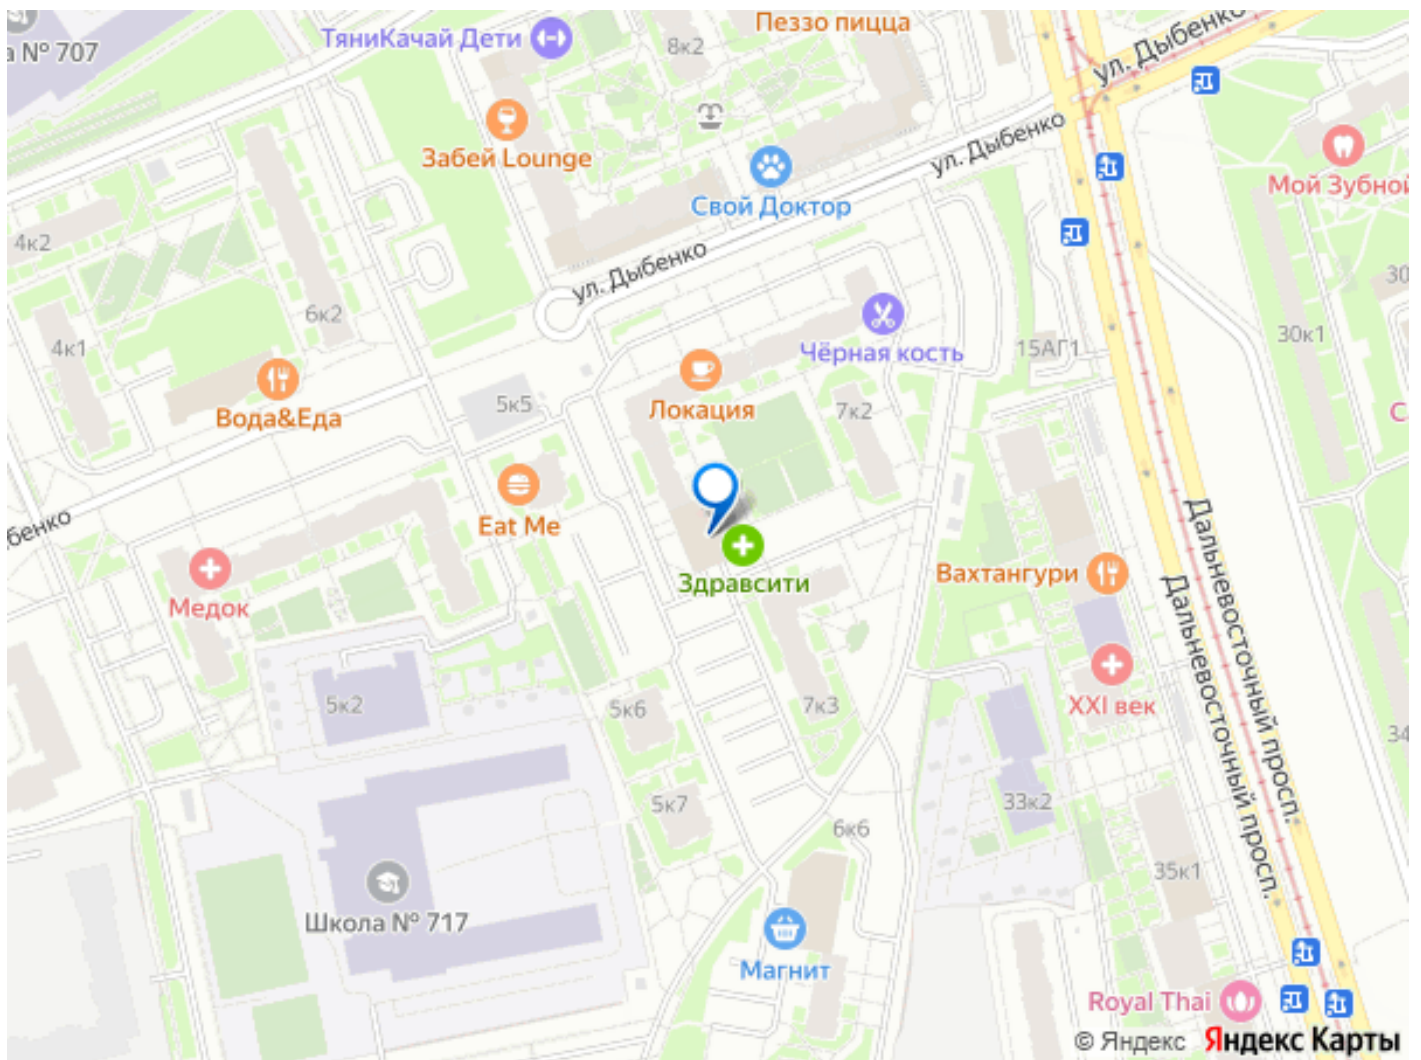 Пеззо пицца
ТяниКачай Дети
8к2
ул. Дыбенко
а № 707
ул. Дыбенко
Забей Lounge
Мой Зубной
Свой Доктор
4к2
ул. Дыбенко
30
6к2
4к1
15АГ1
30к1
Чёрная кость
5к5
Локация
7к2
Вода&Еда
бенко
Eat Me
Дальневосточный просп.
Здравсити
Вахтангури
Дальневосточный просп.
Медок
5к2
5к6
7к3
XXI век
34
5к7
33к2
6к6
35к1
Школа № 717
Магнит
Royal Thai
© Яндекс Яндекс Карты